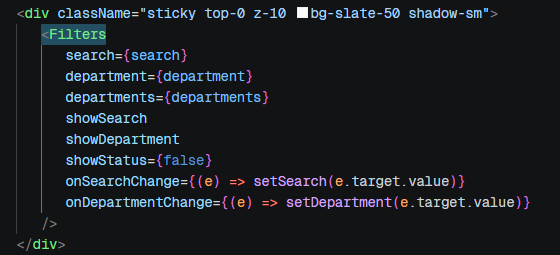 <div className="sticky top-0 z-10 bg-slate-50 shadow-sm">
<Filters
search={search}
department={department}
departments={departments}
showSearch
showDepartment
showStatus={false}
onSearchChange={(e) => setSearch(e.target.value)}
onDepartmentChange={(e) => setDepartment(e.target.value)}
/>
</div>